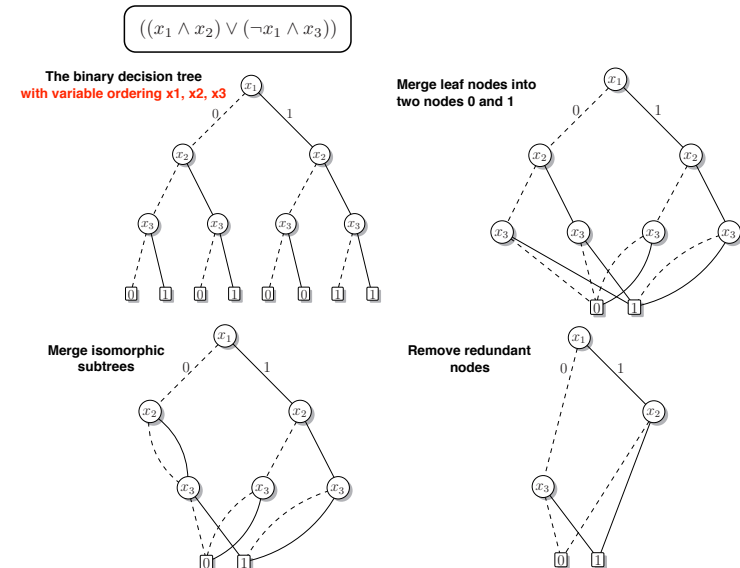 ((x₁ ∧ x₂) ∨ (¬x₁ ∧ x₃))
The binary decision tree
with variable ordering x1, x2, x3
x₁
0 1
x₂ x₂
x₃ x₃ x₃ x₃
0 1 0 1 0 0 1 1
Merge leaf nodes into
two nodes 0 and 1
x₁
0 1
x₂ x₂
x₃ x₃ x₃ x₃
0 1
Merge isomorphic
subtrees
x₁
0 1
x₂ x₂
x₃ x₃ x₃
0 1
Remove redundant
nodes
x₁
0 1
x₂
x₃
0 1